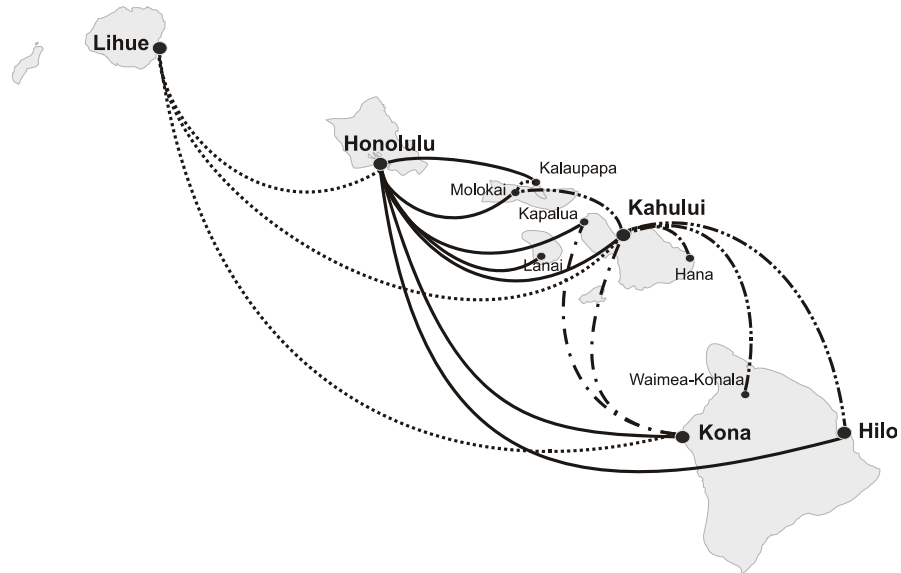 Lihue
Honolulu
Kalaupapa
Molokai
Kapalua
Kahului
Lanai
Hana
Waimea-Kohala
Kona
Hilo